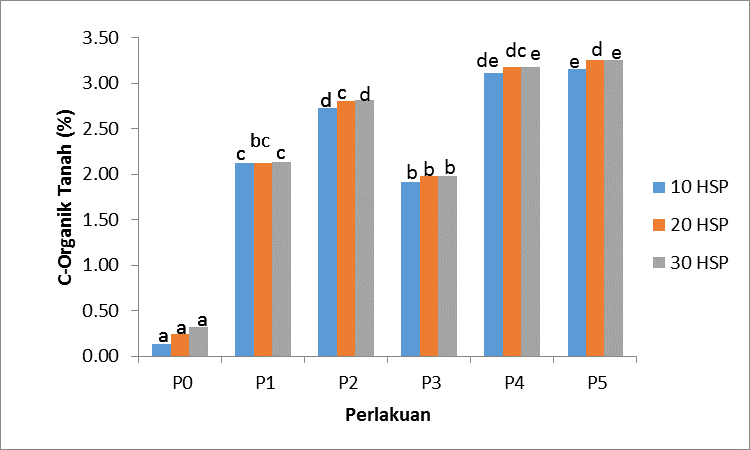 C-Organik Tanah (%)
3.50
3.00
2.50
2.00
1.50
1.00
0.50
0.00
a a a
c bc c
d c d
b b b
de dc e
e d e
P0 P1 P2 P3 P4 P5
Perlakuan
10 HSP
20 HSP
30 HSP